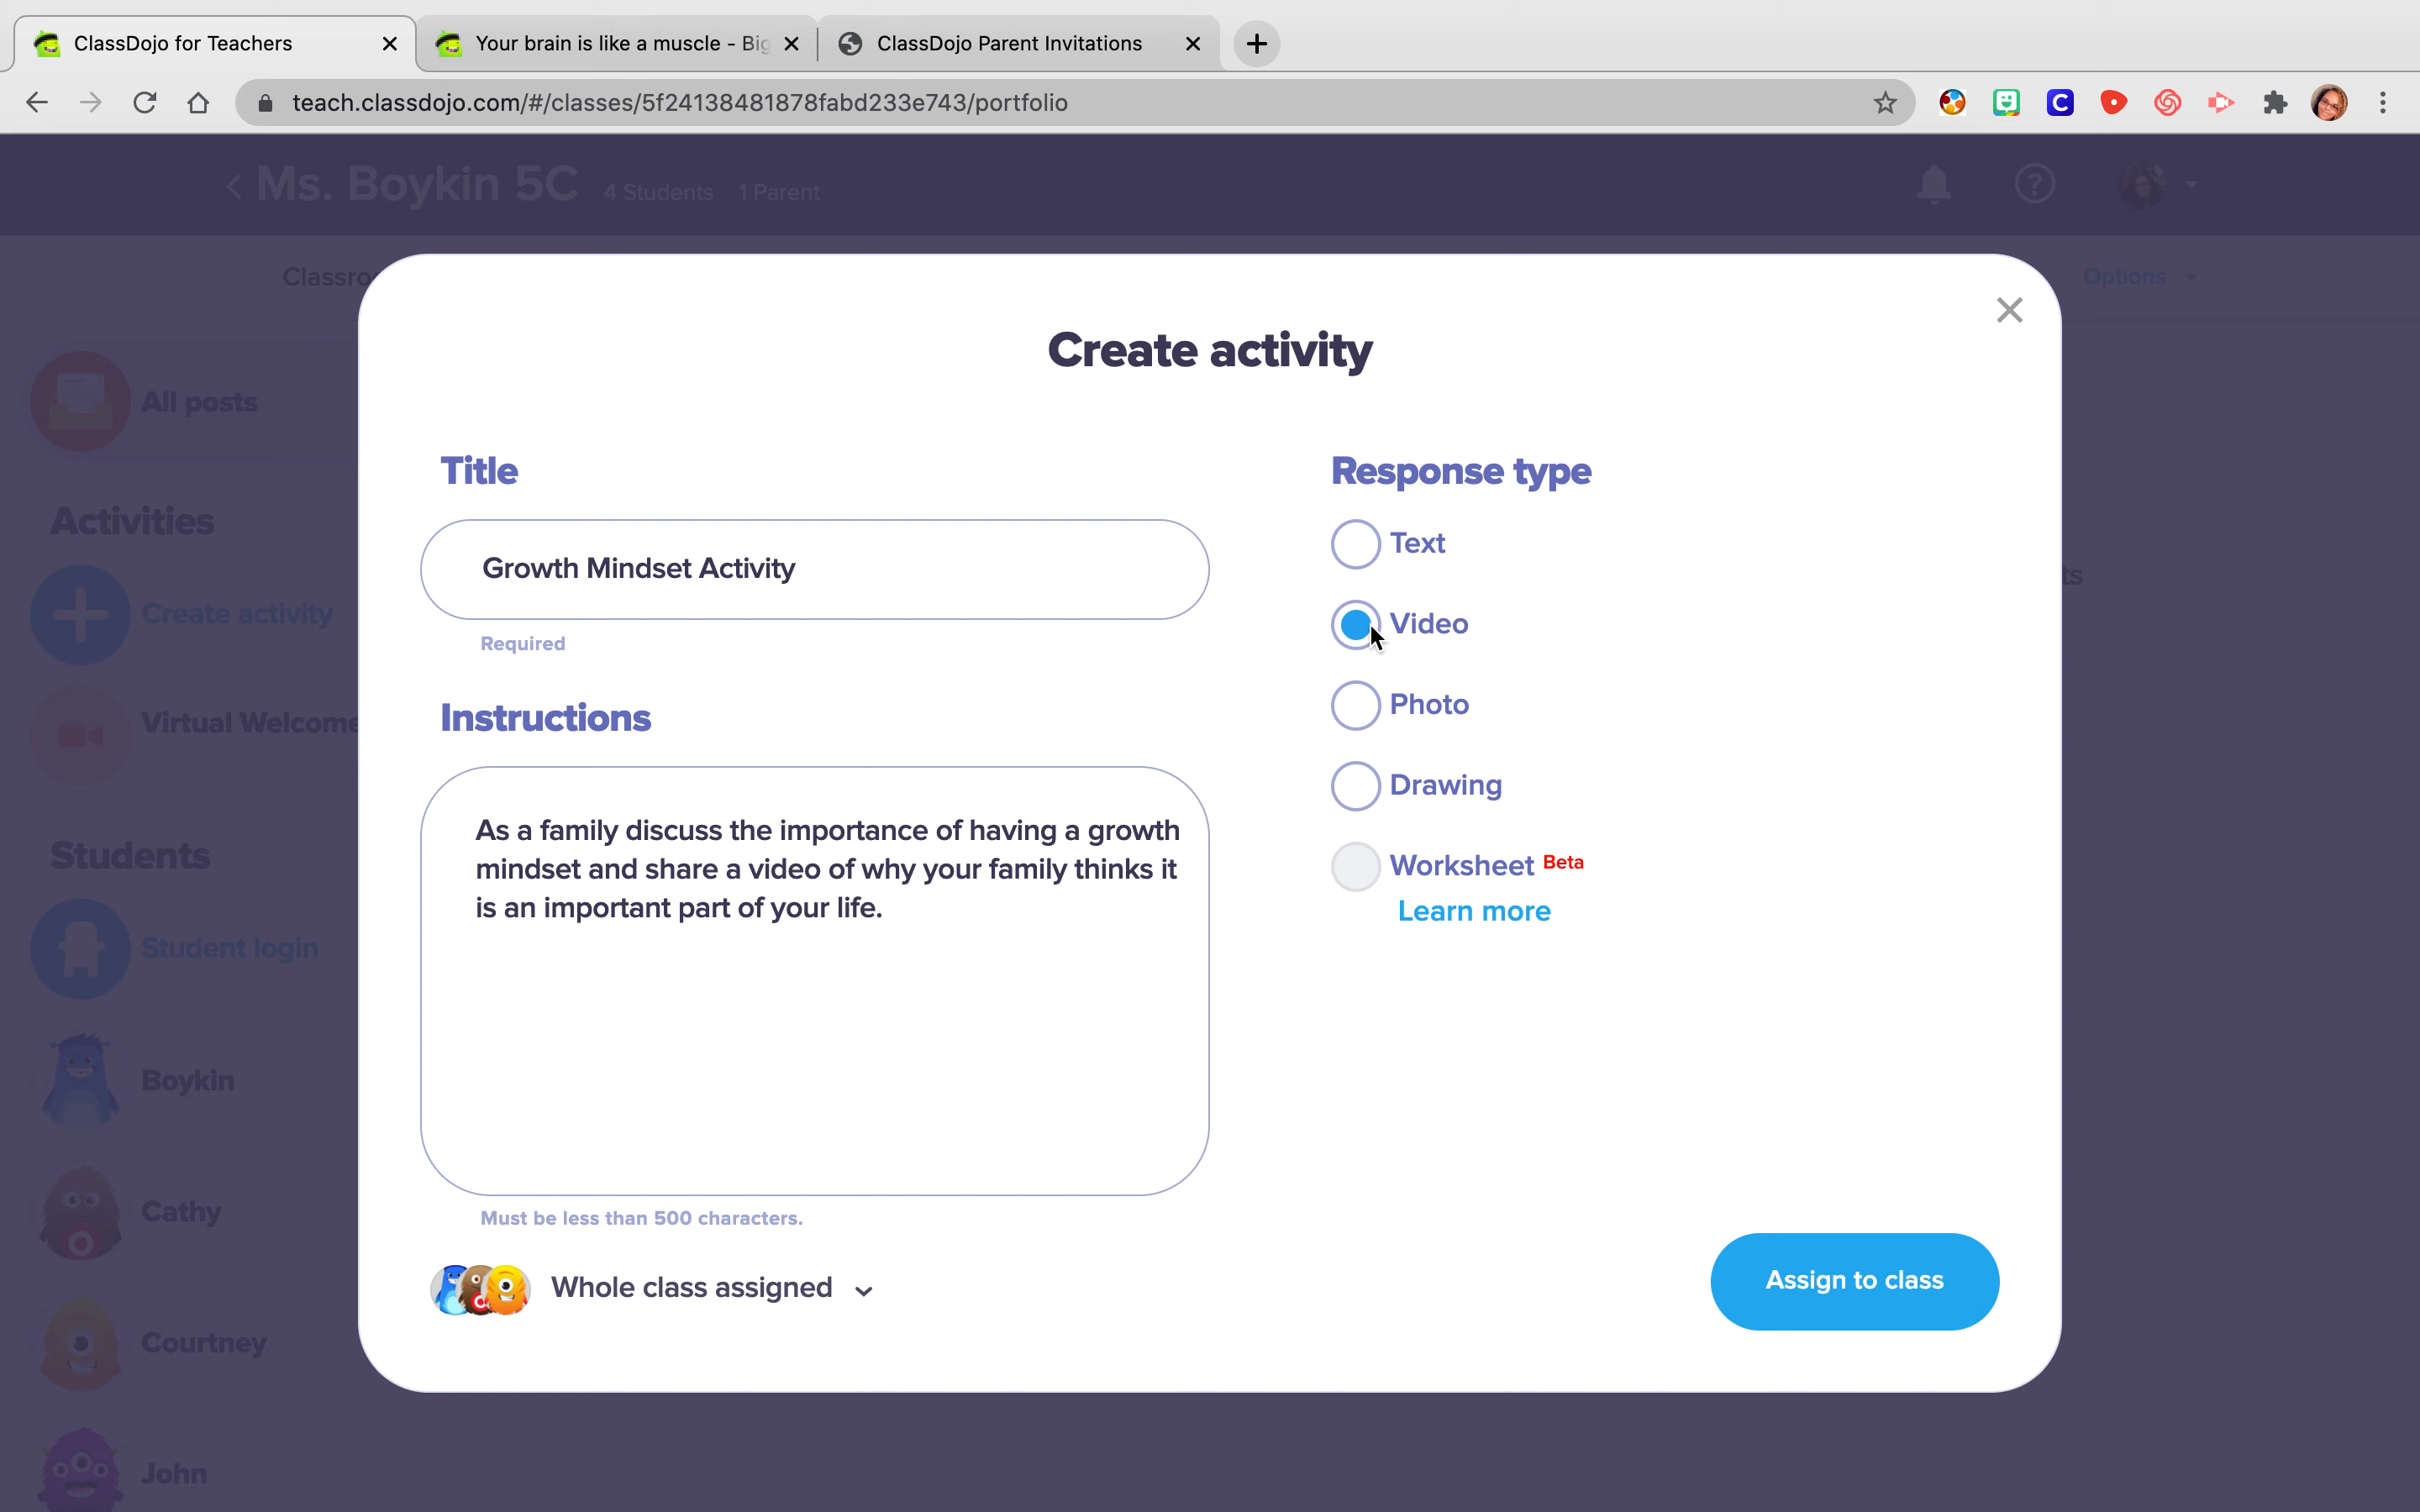 ClassDojo for Teachers
Your brain is like a muscle - Big
ClassDojo Parent Invitations
teach.classdojo.com/#/classes/5f24138481878fabd233e743/portfolio
Ms. Boykin 5C 4 Students 1 Parent
Options
All posts
Activities
Create activity
Virtual Welcome
Students
Student login
Boykin
Cathy
Courtney
John
Create activity
Title
Growth Mindset Activity
Required
Instructions
As a family discuss the importance of having a growth
mindset and share a video of why your family thinks it
is an important part of your life.
Must be less than 500 characters.
Whole class assigned
Response type
Text
Video
Photo
Drawing
Worksheet Beta
Learn more
Assign to class